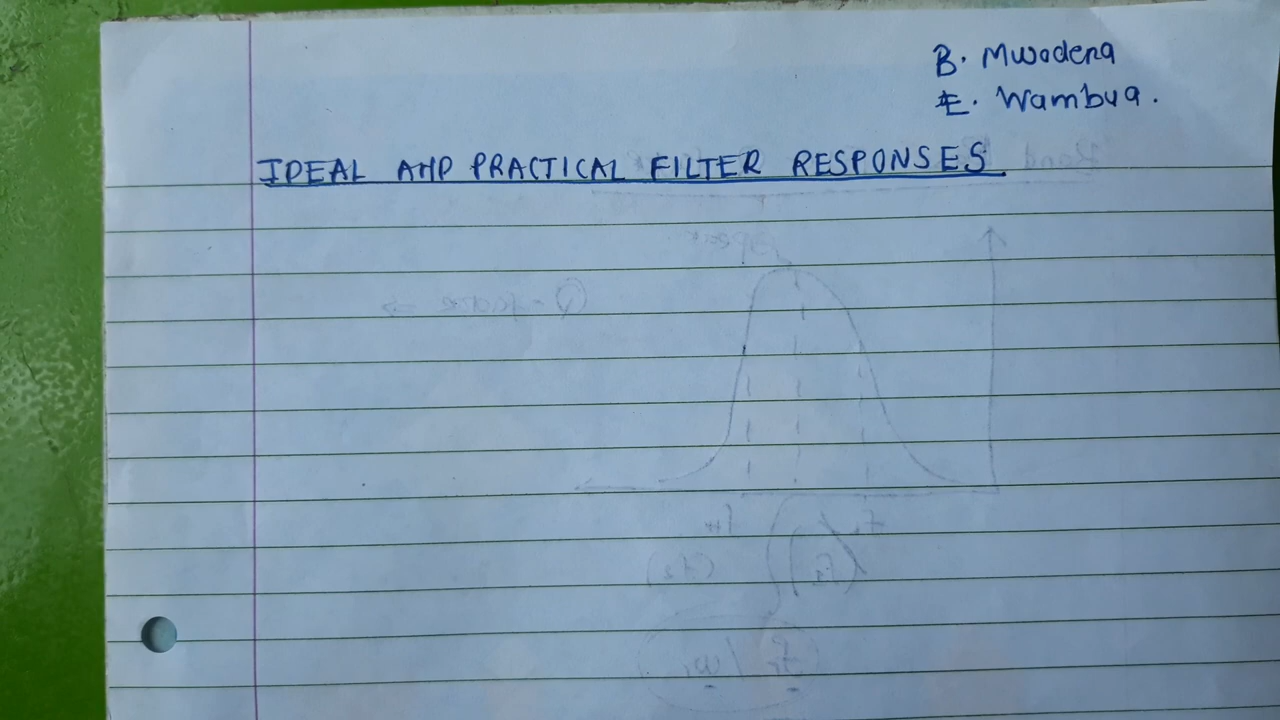 B. Mwadena
E. Wambua.
IDEAL AND PRACTICAL FILTER RESPONSES